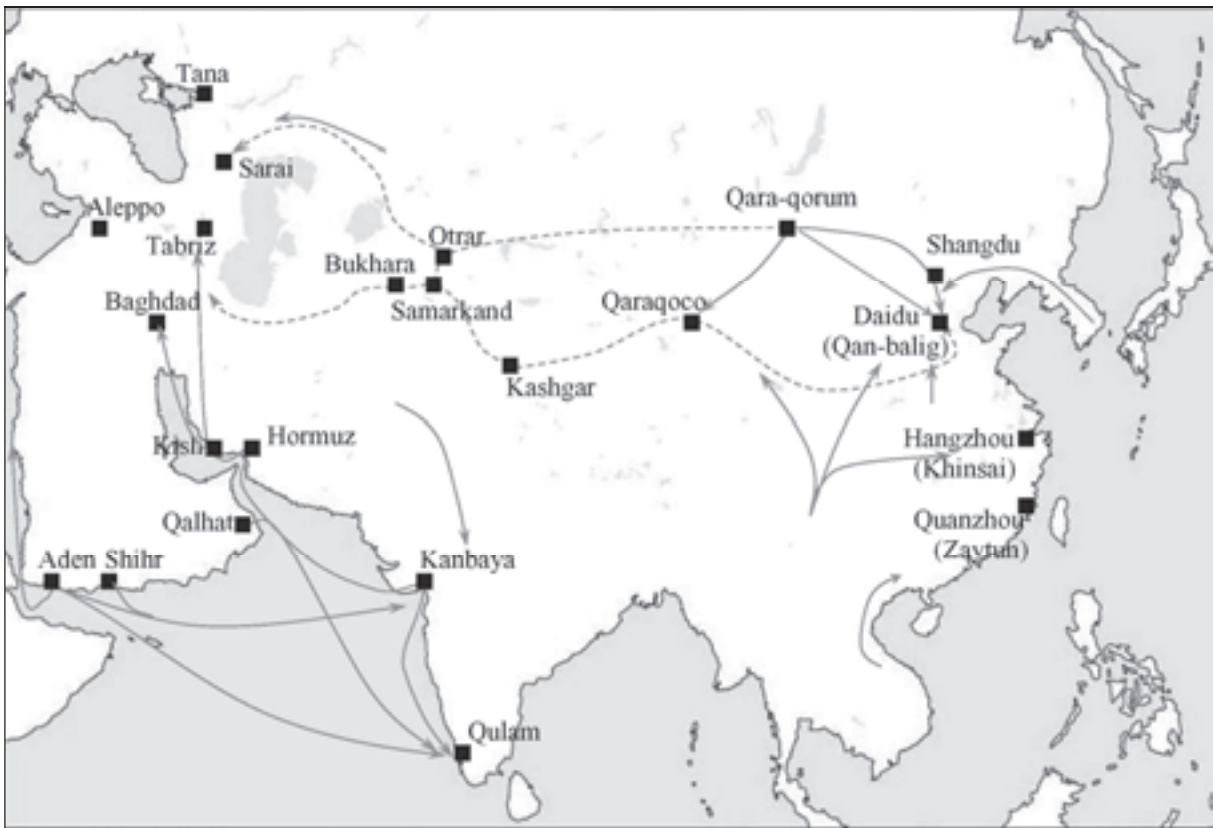 Tana
Sarai
Aleppo
Tabriz
Qara-qorum
Otrar
Shangdu
Bukhara
Baghdad
Samarkand
Qaraqoco
Daidu
(Qan-balig)
Kashgar
Kish
Hormuz
Hangzhou
(Khinsai)
Qalhat
Quanzhou
(Zaytun)
Aden
Shihr
Kanbaya
Qulam